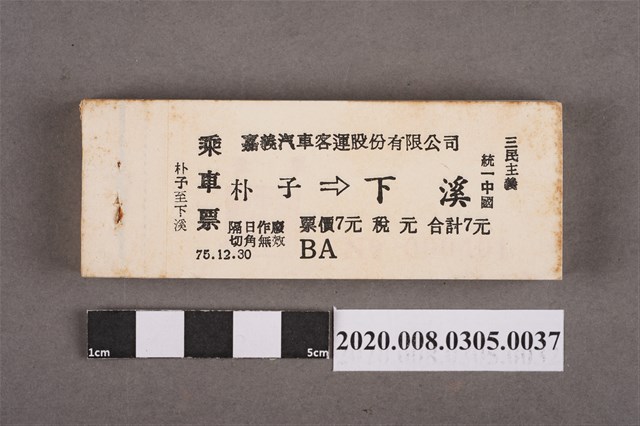 嘉義汽車客運股份有限公司
乘車票
朴子至下溪
朴子⇨下溪
隔日作廢
切角無效
票價7元 稅 元 合計7元
75.12.30
BA
三民主義
統一中國
1cm
5cm
2020.008.0305.0037